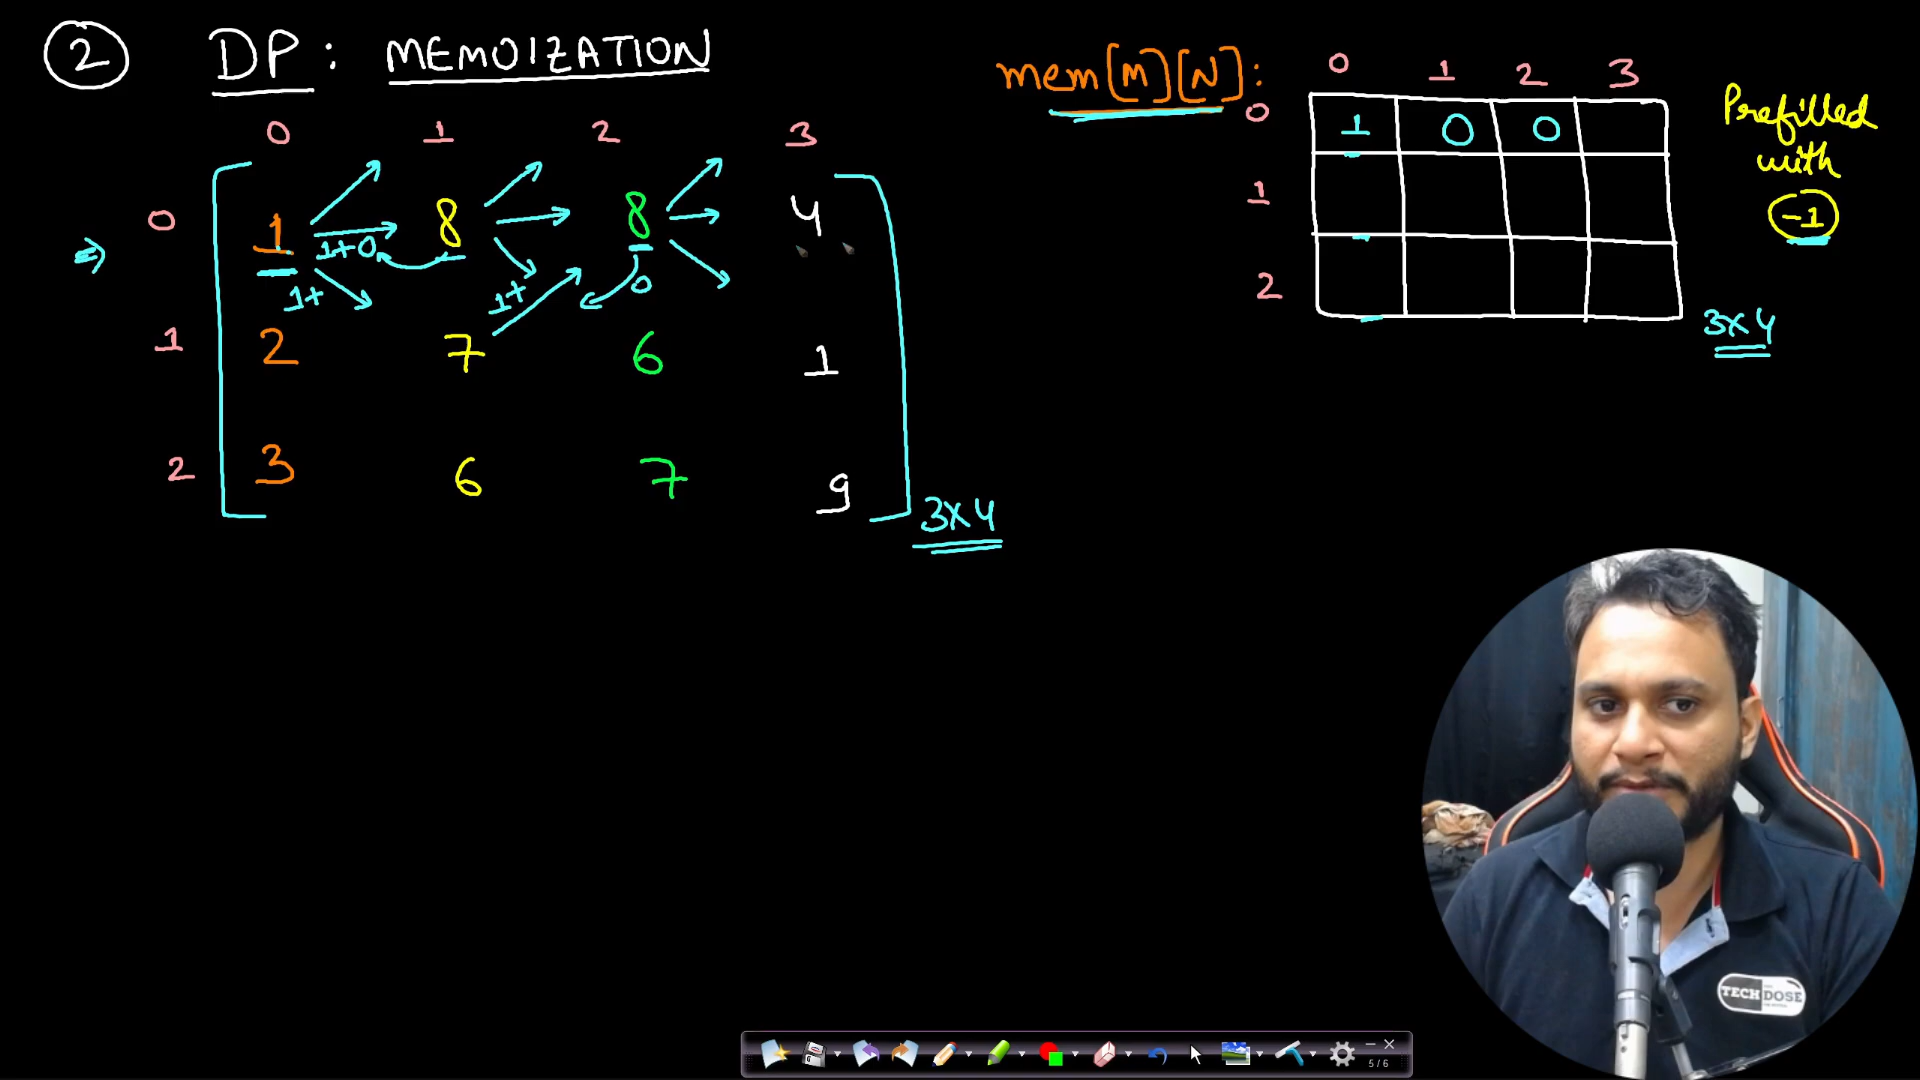 2 DP: MEMOIZATION
mem[M][N]:
0 1 2 3
0 1 0 0
1
2
3x4
Prefilled
with
-1
0 1 2 3
0 1 8 8 4
1+0
1+ 1+ 0
1 2 7 6 1
2 3 6 7 9
3x4
TECH DOSE
5/6